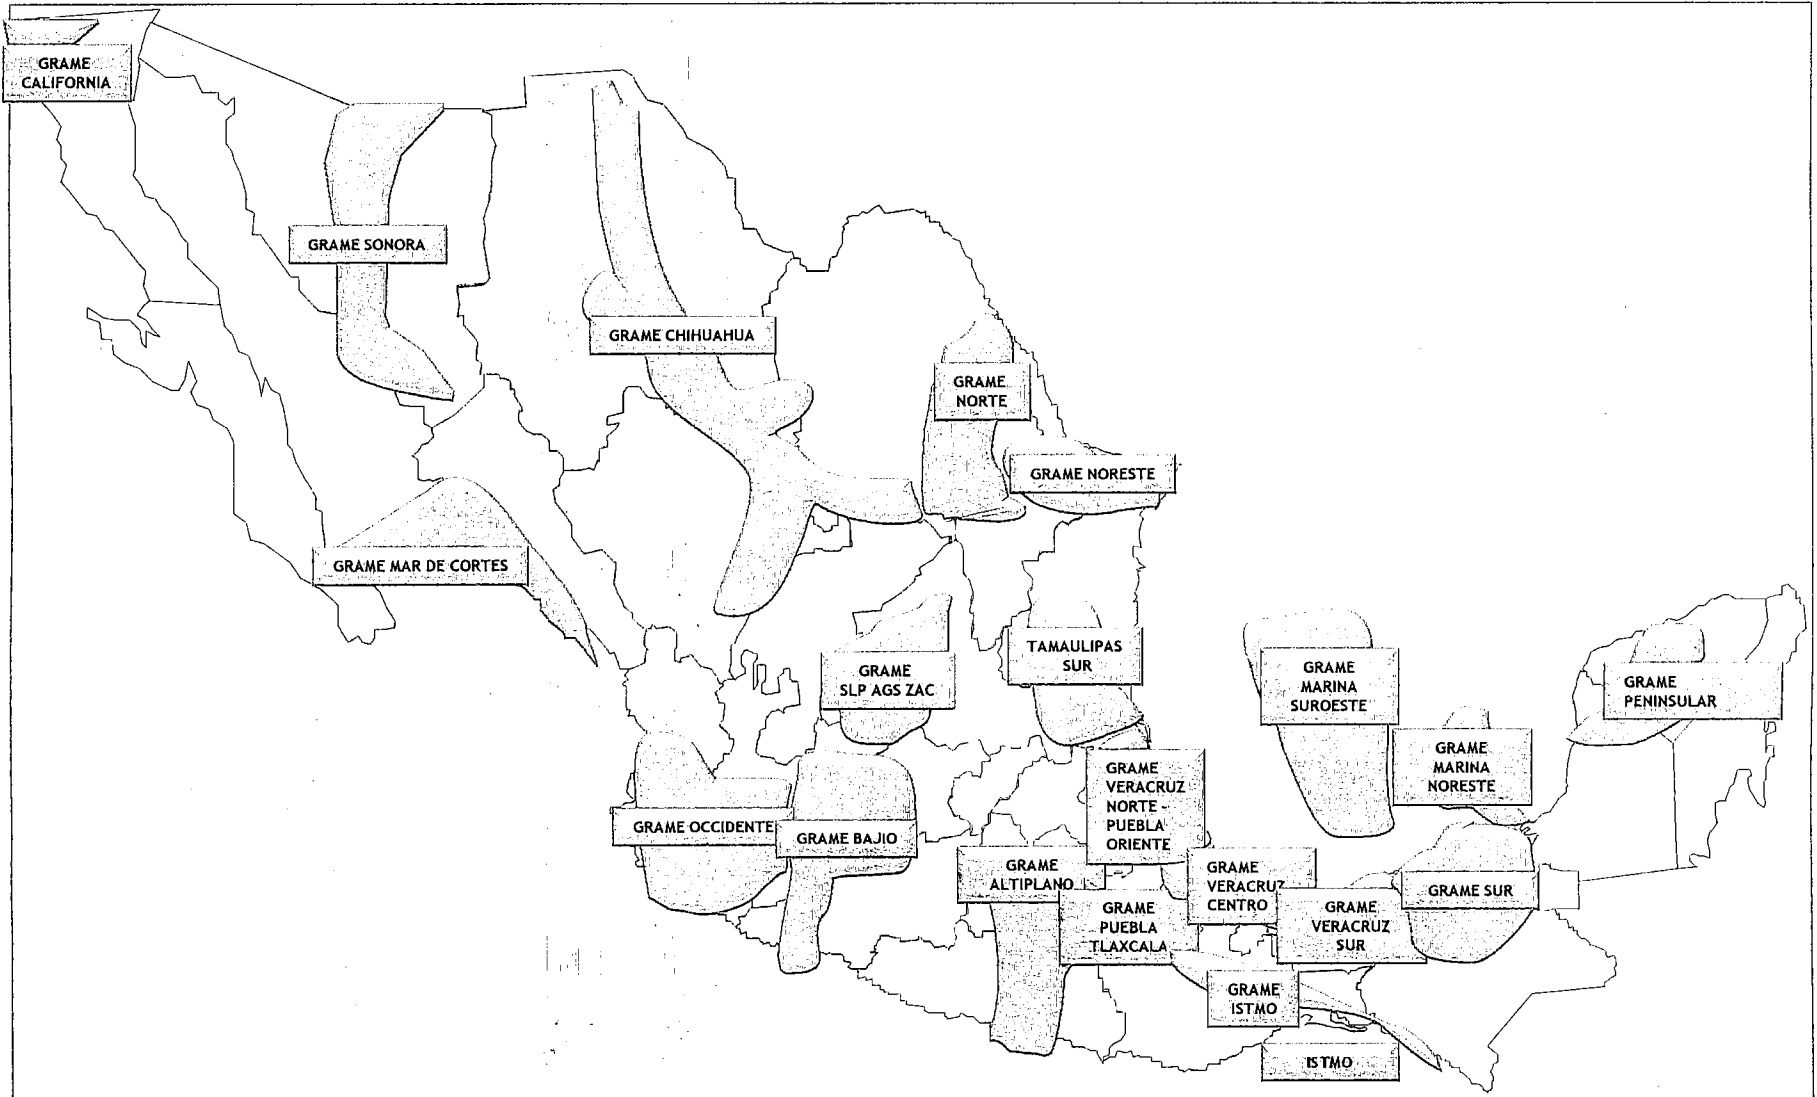 GRAME
CALIFORNIA
GRAME SONORA
GRAME CHIHUAHUA
GRAME
NORTE
GRAME NORESTE
GRAME MAR DE CORTES
GRAME
SLP AGS ZAC
TAMAULIPAS
SUR
GRAME
MARINA
SUROESTE
GRAME
PENINSULAR
GRAME
MARINA
NORESTE
GRAME
VERACRUZ
NORTE -
PUEBLA
ORIENTE
GRAME OCCIDENTE
GRAME BAJIO
GRAME
ALTIPLANO
GRAME
VERACRUZ
CENTRO
GRAME SUR
GRAME
PUEBLA
TLAXCALA
GRAME
VERACRUZ
SUR
GRAME
ISTMO
ISTMO